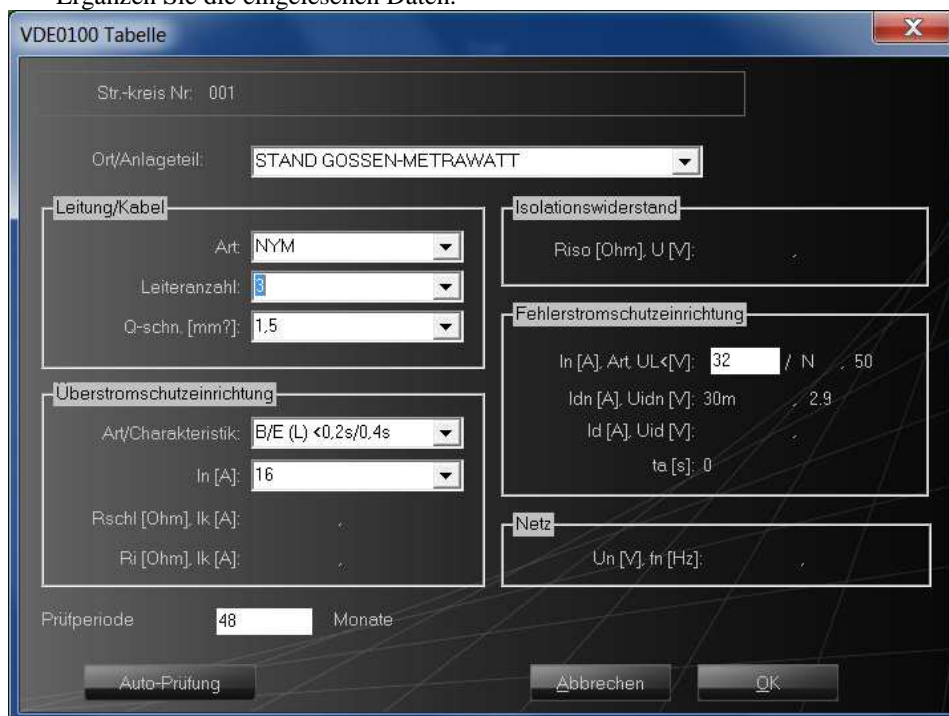 Ergänzen Sie die eingelesenen Daten.
VDE0100 Tabelle
Str.-kreis Nr: 001
Ort/Anlageteil: STAND GOSSEN-METRAWATT
Leitung/Kabel
Art: NYM
Leiteranzahl: 3
Q-schn. [mm?]: 1,5
Überstromschutzeinrichtung
Art/Charakteristik: B/E (L) <0,2s/0,4s
In [A]: 16
Rschl [Ohm], Ik [A]: ,
Ri [Ohm], Ik [A]: ,
Isolationswiderstand
Riso [Ohm], U [V]: ,
Fehlerstromschutzeinrichtung
In [A], Art, UL<[V]: 32 / N , 50
Idn [A], Uidn [V]: 30m , 2.9
Id [A], Uid [V]: ,
ta [s]: 0
Netz
Un [V], fn [Hz]: ,
Prüfperiode 48 Monate
Auto-Prüfung
Abbrechen
OK